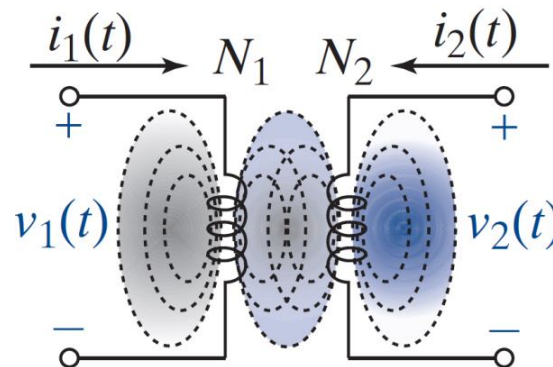 i₁(t) N₁ N₂ i₂(t)
+ +
v₁(t) v₂(t)
− −